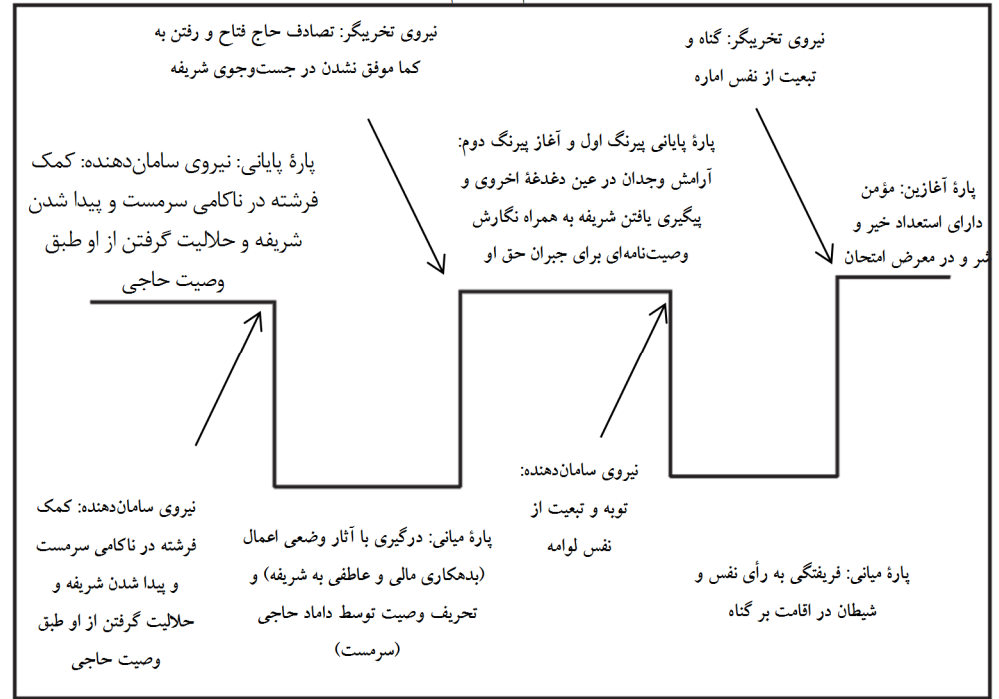 نیروی تخریبگر: گناه و
تبعیت از نفس اماره
نیروی تخریبگر: تصادف حاج فتاح و رفتن به
کما موفق نشدن در جست‌وجوی شریفه
پارهٔ آغازین: مؤمن
دارای استعداد خیر و
شر و در معرض امتحان
پارهٔ پایانی پیرنگ اول و آغاز پیرنگ دوم:
آرامش وجدان در عین دغدغهٔ اخروی و
پیگیری یافتن شریفه به همراه نگارش
وصیت‌نامه‌ای برای جبران حق او
پارهٔ پایانی: نیروی سامان‌دهنده: کمک
فرشته در ناکامی سرمست و پیدا شدن
شریفه و حلالیت گرفتن از او طبق
وصیت حاجی
پارهٔ میانی: فریفتگی به رأی نفس و
شیطان در اقامت بر گناه
نیروی سامان‌دهنده:
توبه و تبعیت از
نفس لوامه
پارهٔ میانی: درگیری با آثار وضعی اعمال
(بدهکاری مالی و عاطفی به شریفه) و
تحریف وصیت توسط داماد حاجی
(سرمست)
نیروی سامان‌دهنده: کمک
فرشته در ناکامی سرمست
و پیدا شدن شریفه و
حلالیت گرفتن از او طبق
وصیت حاجی